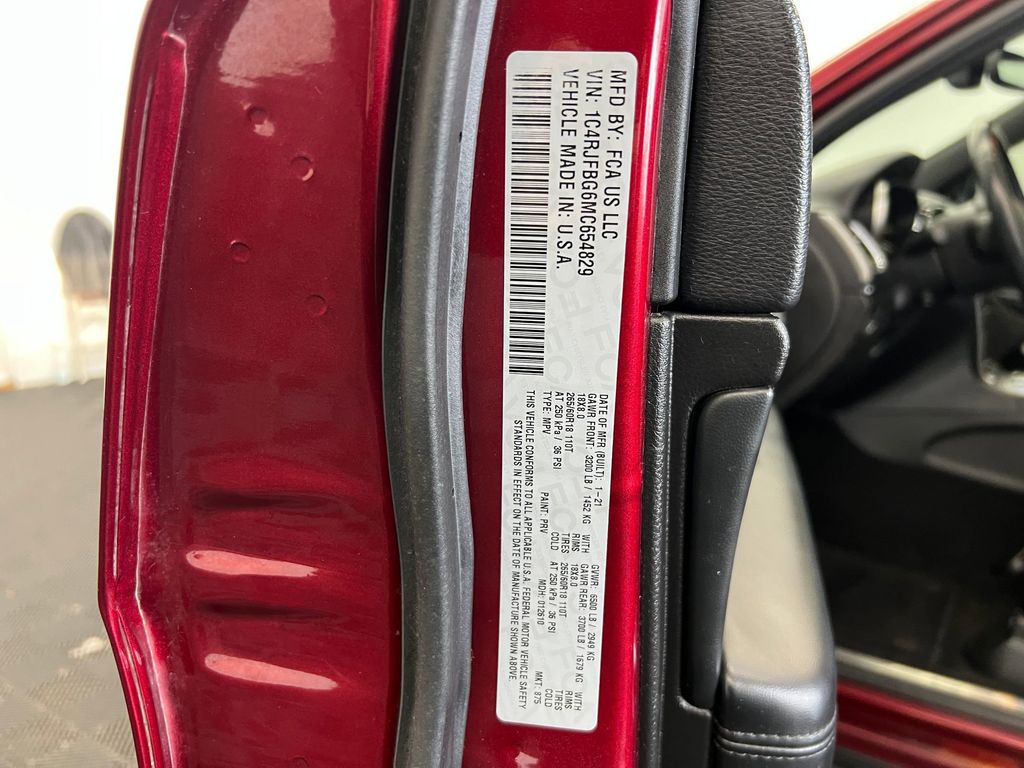 MFD BY: FCA US LLC
VIN: 1C4RJFBG6MC654829
VEHICLE MADE IN: U.S.A.
DATE OF MFR (BUILT): 1-21 GVWR: 6500 LB / 2949 KG
GAWR FRONT: 3200 LB / 1452 KG WITH GAWR REAR: 3700 LB / 1679 KG WITH
18X8.0 RIMS 18X8.0 RIMS
265/60R18 110T TIRES 265/60R18 110T TIRES
AT 250 kPa / 36 PSI COLD AT 250 kPa / 36 PSI COLD
TYPE: MPV PAINT: PRV MDH: 012610 MKT: 875
THIS VEHICLE CONFORMS TO ALL APPLICABLE U.S.A. FEDERAL MOTOR VEHICLE SAFETY
STANDARDS IN EFFECT ON THE DATE OF MANUFACTURE SHOWN ABOVE.